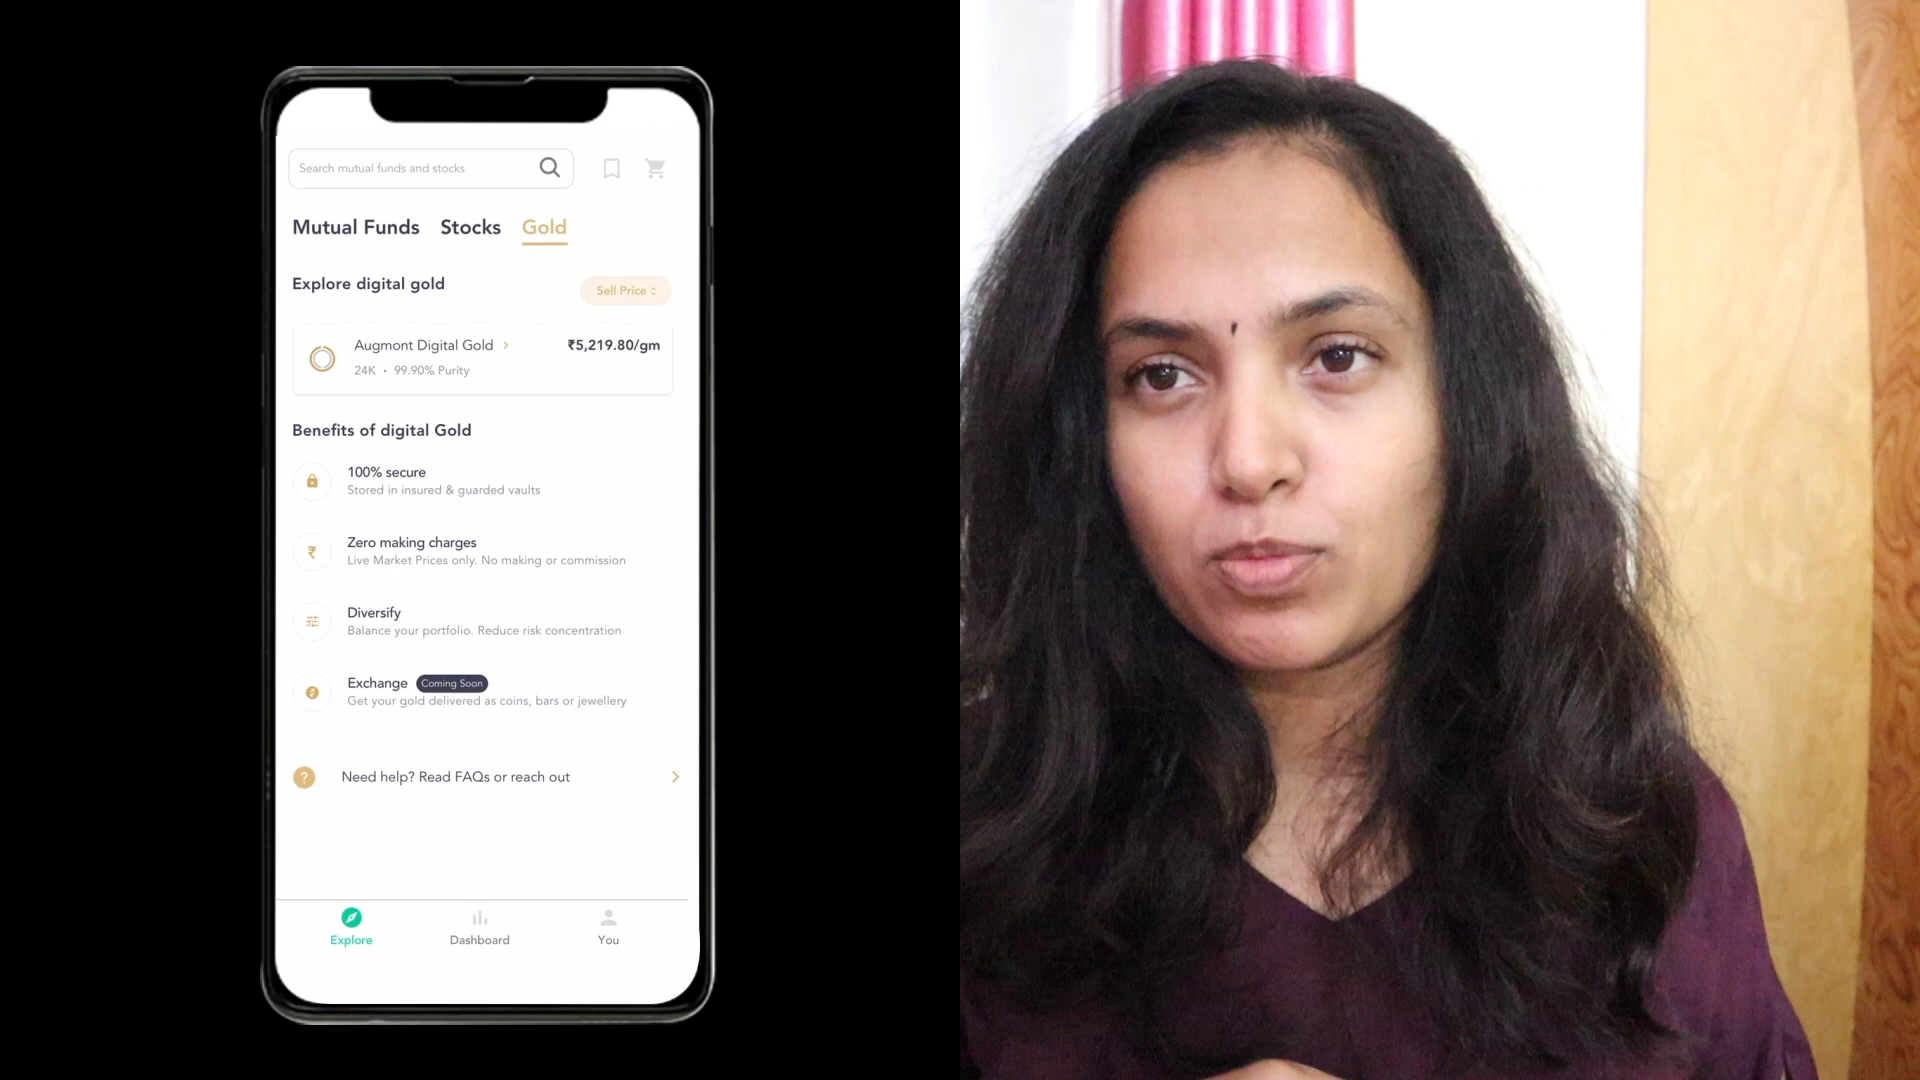 Search mutual funds and stocks
Mutual Funds Stocks Gold
Explore digital gold
Sell Price
Augmont Digital Gold
₹5,219.80/gm
24K • 99.90% Purity
Benefits of digital Gold
100% secure
Stored in insured & guarded vaults
₹
Zero making charges
Live Market Prices only. No making or commission
Diversify
Balance your portfolio. Reduce risk concentration
Exchange Coming Soon
Get your gold delivered as coins, bars or jewellery
? Need help? Read FAQs or reach out
Explore Dashboard You